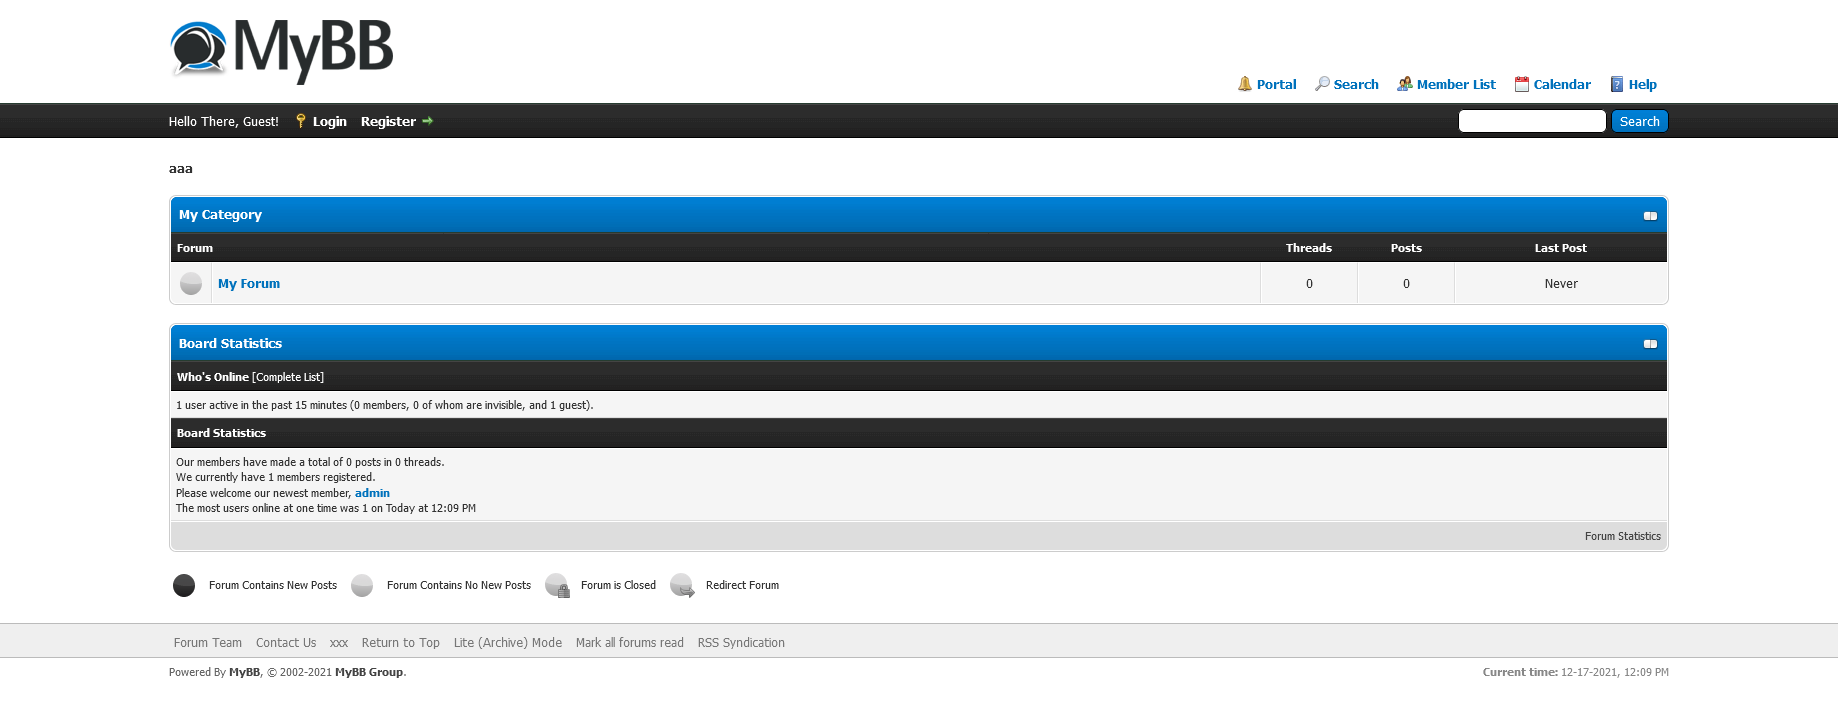 MyBB
Portal Search Member List Calendar Help
Hello There, Guest! Login Register Search
aaa
My Category
Forum Threads Posts Last Post
My Forum 0 0 Never
Board Statistics
Who's Online [Complete List]
1 user active in the past 15 minutes (0 members, 0 of whom are invisible, and 1 guest).
Board Statistics
Our members have made a total of 0 posts in 0 threads.
We currently have 1 members registered.
Please welcome our newest member, admin
The most users online at one time was 1 on Today at 12:09 PM
Forum Statistics
Forum Contains New Posts Forum Contains No New Posts Forum is Closed Redirect Forum
Forum Team Contact Us xxx Return to Top Lite (Archive) Mode Mark all forums read RSS Syndication
Powered By MyBB, © 2002-2021 MyBB Group. Current time: 12-17-2021, 12:09 PM